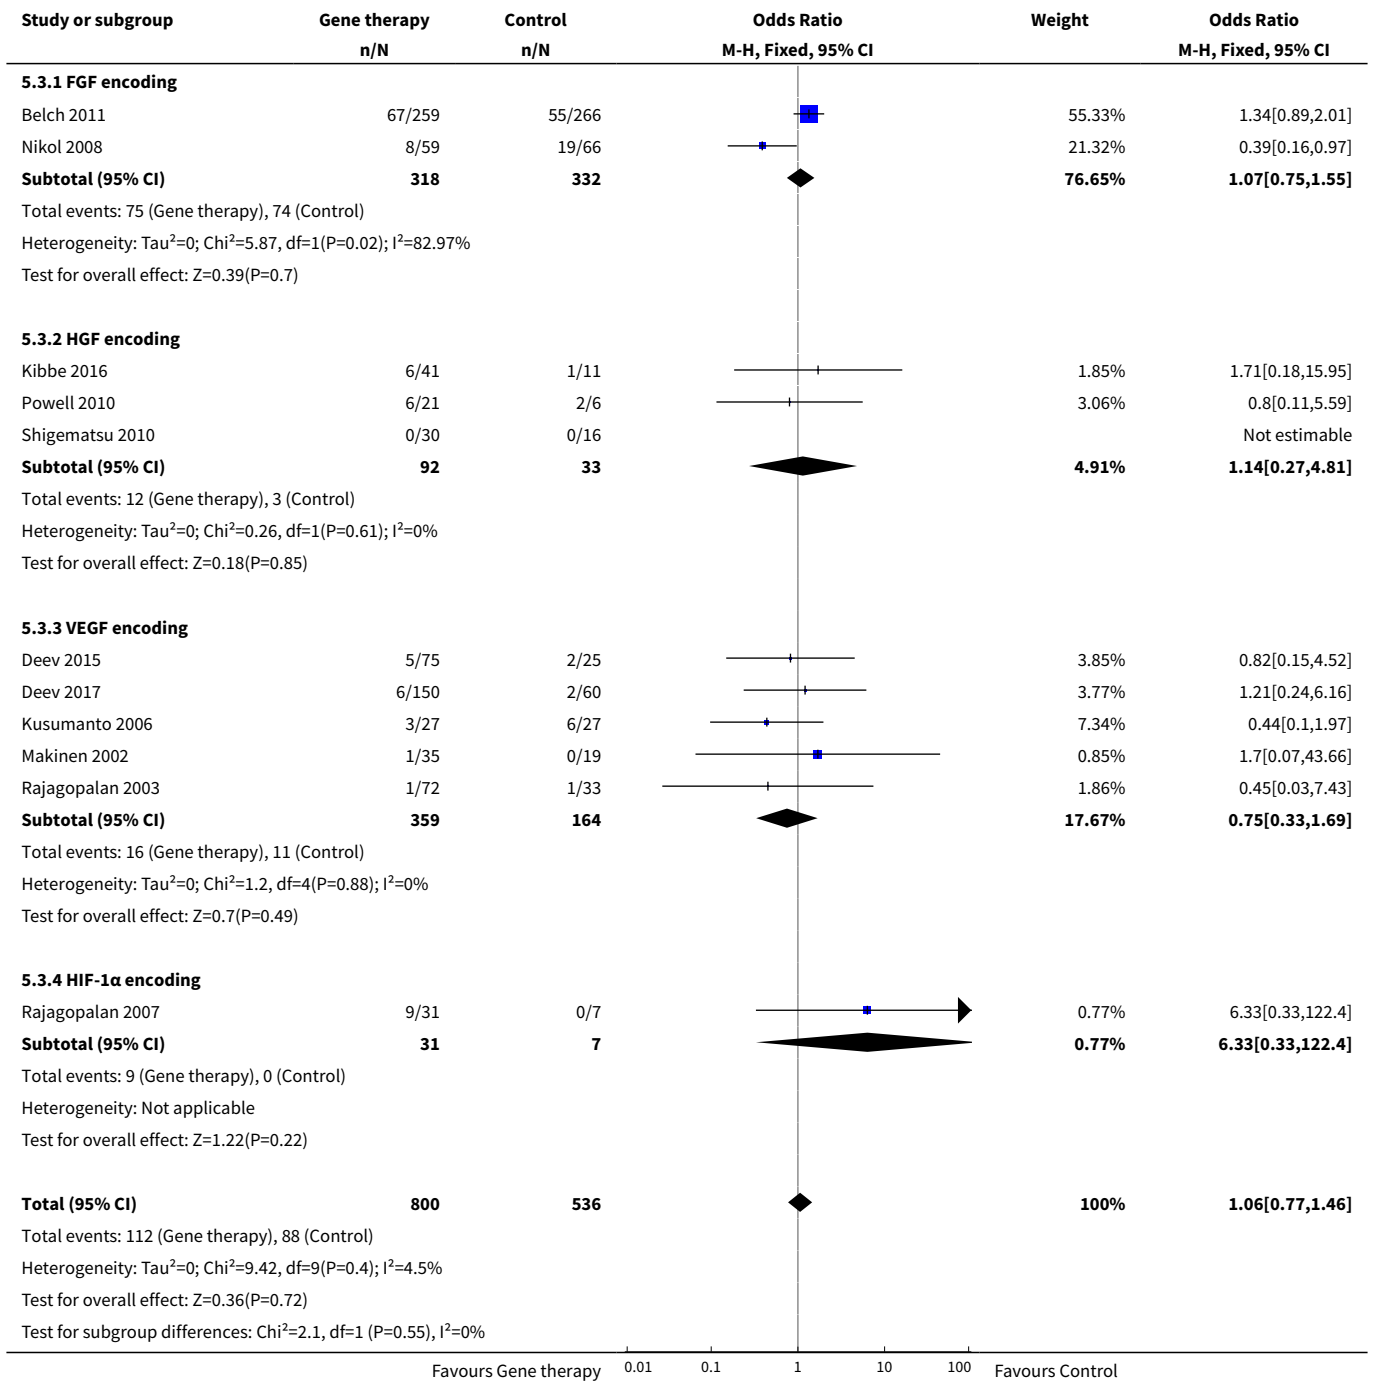 Study or subgroup Gene therapy Control Odds Ratio Weight Odds Ratio
n/N n/N M-H, Fixed, 95% CI M-H, Fixed, 95% CI
5.3.1 FGF encoding
Belch 2011 67/259 55/266 55.33% 1.34[0.89,2.01]
Nikol 2008 8/59 19/66 21.32% 0.39[0.16,0.97]
Subtotal (95% CI) 318 332 76.65% 1.07[0.75,1.55]
Total events: 75 (Gene therapy), 74 (Control)
Heterogeneity: Tau²=0; Chi²=5.87, df=1(P=0.02); I²=82.97%
Test for overall effect: Z=0.39(P=0.7)
5.3.2 HGF encoding
Kibbe 2016 6/41 1/11 1.85% 1.71[0.18,15.95]
Powell 2010 6/21 2/6 3.06% 0.8[0.11,5.59]
Shigematsu 2010 0/30 0/16 Not estimable
Subtotal (95% CI) 92 33 4.91% 1.14[0.27,4.81]
Total events: 12 (Gene therapy), 3 (Control)
Heterogeneity: Tau²=0; Chi²=0.26, df=1(P=0.61); I²=0%
Test for overall effect: Z=0.18(P=0.85)
5.3.3 VEGF encoding
Deev 2015 5/75 2/25 3.85% 0.82[0.15,4.52]
Deev 2017 6/150 2/60 3.77% 1.21[0.24,6.16]
Kusumanto 2006 3/27 6/27 7.34% 0.44[0.1,1.97]
Makinen 2002 1/35 0/19 0.85% 1.7[0.07,43.66]
Rajagopalan 2003 1/72 1/33 1.86% 0.45[0.03,7.43]
Subtotal (95% CI) 359 164 17.67% 0.75[0.33,1.69]
Total events: 16 (Gene therapy), 11 (Control)
Heterogeneity: Tau²=0; Chi²=1.2, df=4(P=0.88); I²=0%
Test for overall effect: Z=0.7(P=0.49)
5.3.4 HIF-1α encoding
Rajagopalan 2007 9/31 0/7 0.77% 6.33[0.33,122.4]
Subtotal (95% CI) 31 7 0.77% 6.33[0.33,122.4]
Total events: 9 (Gene therapy), 0 (Control)
Heterogeneity: Not applicable
Test for overall effect: Z=1.22(P=0.22)
Total (95% CI) 800 536 100% 1.06[0.77,1.46]
Total events: 112 (Gene therapy), 88 (Control)
Heterogeneity: Tau²=0; Chi²=9.42, df=9(P=0.4); I²=4.5%
Test for overall effect: Z=0.36(P=0.72)
Test for subgroup differences: Chi²=2.1, df=1 (P=0.55), I²=0%
Favours Gene therapy 0.01 0.1 1 10 100 Favours Control